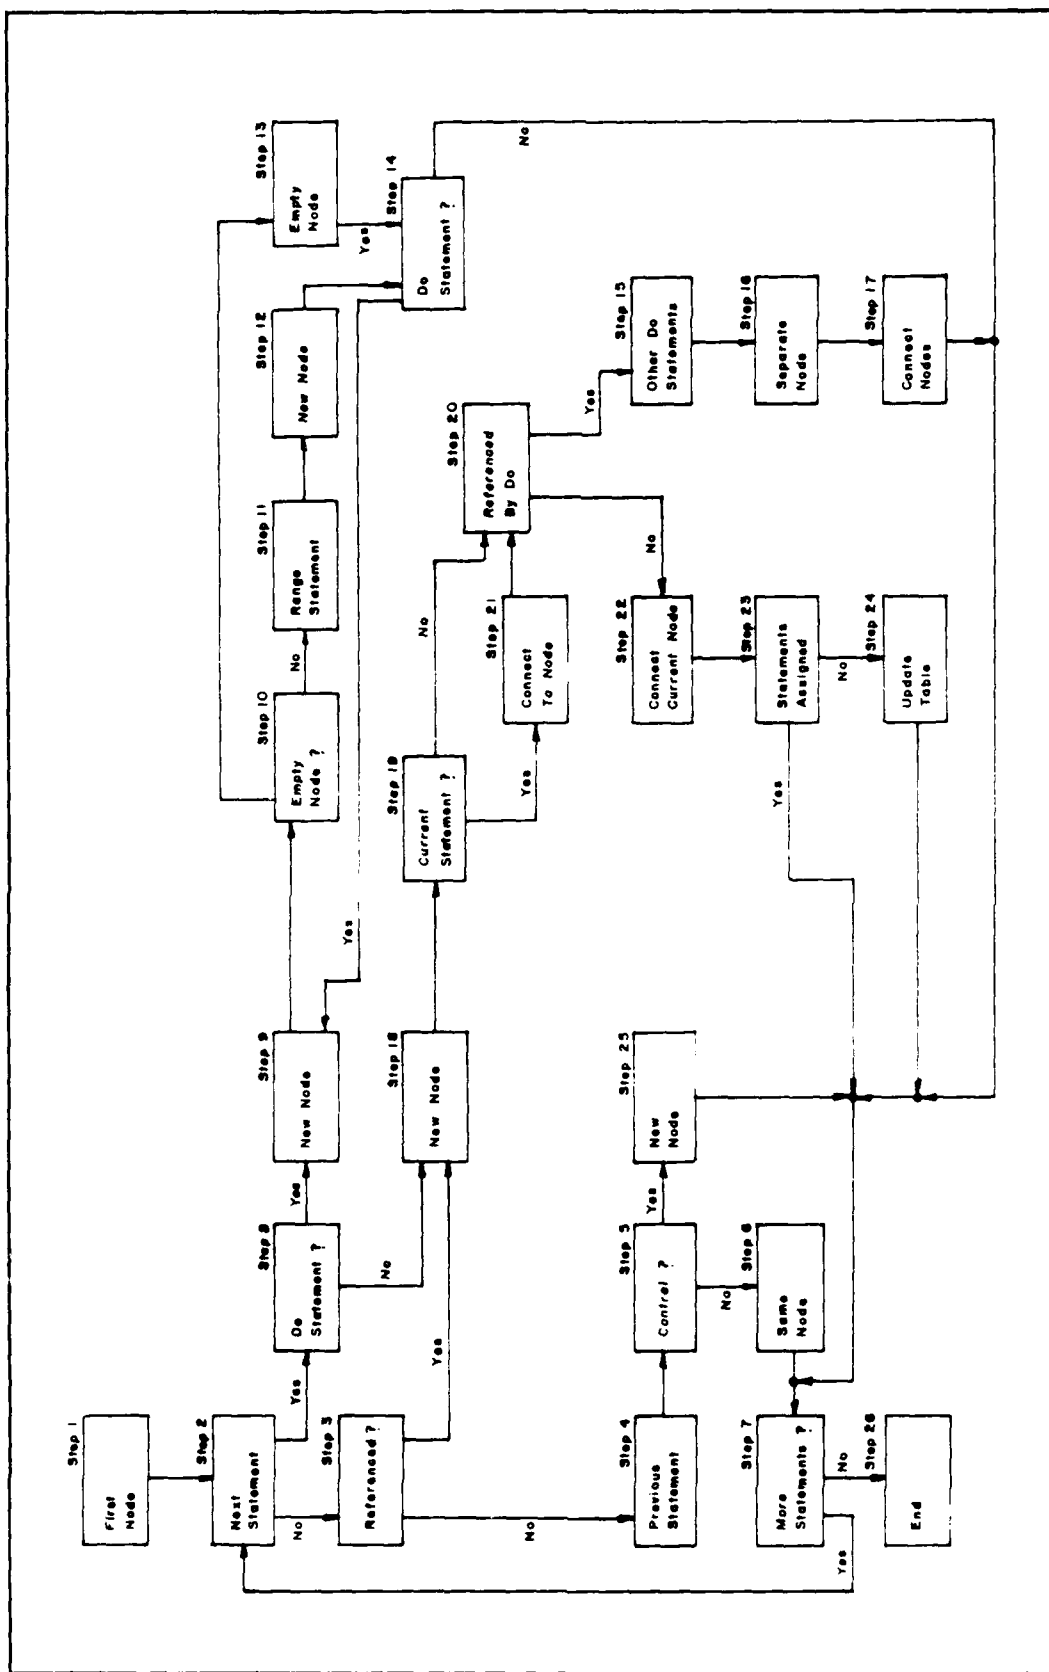 Step 1
First
Node
Step 2
Next
Statement
Yes
No
Step 3
Referenced ?
Yes
No
Step 4
Previous
Statement
Step 5
Control ?
Yes
No
Step 6
Same
Node
Step 7
More
Statements ?
Yes
No
Step 26
End
Step 8
Do
Statement ?
Yes
No
Step 9
New Node
Step 10
Empty
Node ?
No
Step 11
Range
Statement
Step 12
New Node
Step 13
Empty
Node
Yes
Step 14
Do
Statement ?
Yes
No
Step 18
New Node
Step 19
Current
Statement ?
No
Yes
Step 21
Connect
To Node
Step 20
Referenced
By Do
Yes
No
Step 15
Other Do
Statements
Step 16
Separate
Node
Step 17
Connect
Nodes
Step 22
Connect
Current Node
Step 23
Statements
Assigned
Yes
No
Step 24
Update
Table
Step 25
New
Node